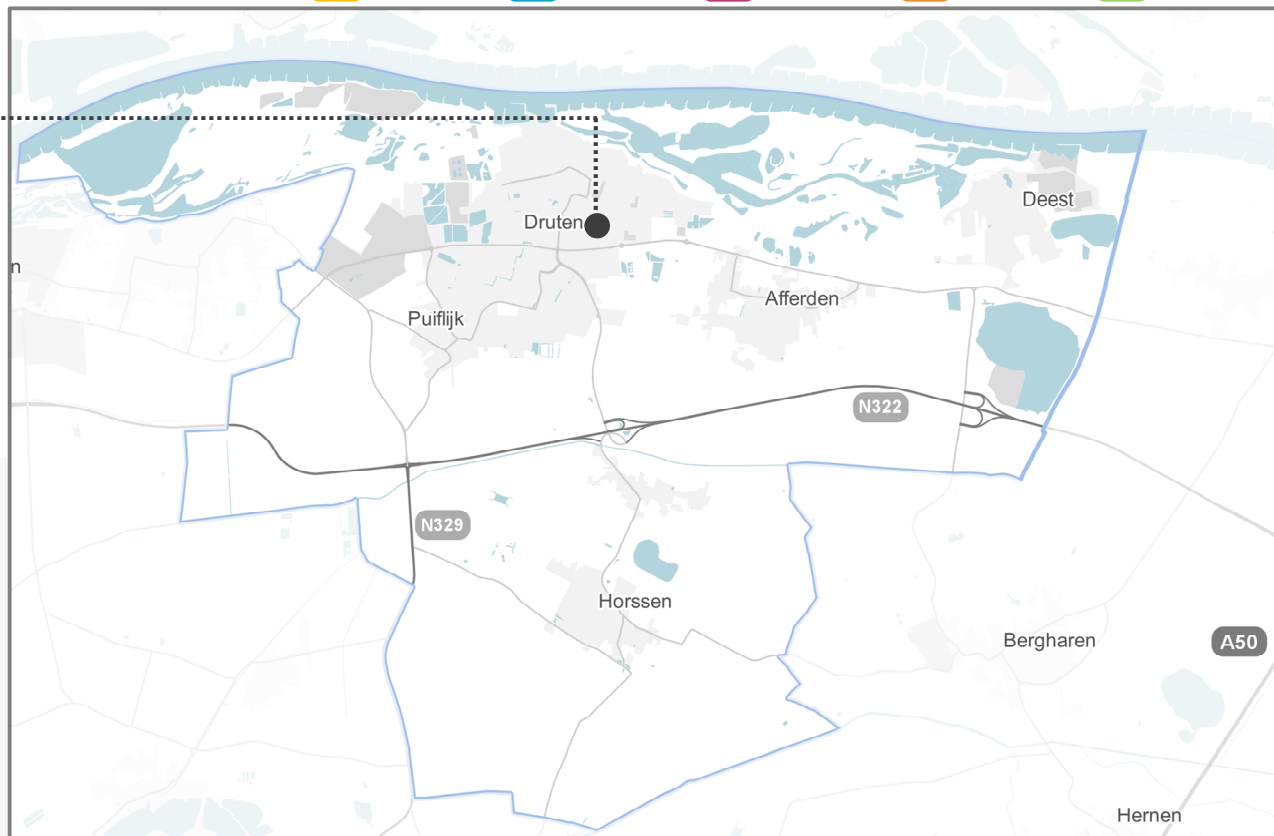 Deest
Druten
n
Afferden
Puiflijk
N322
N329
Horssen
Bergharen
A50
Hernen